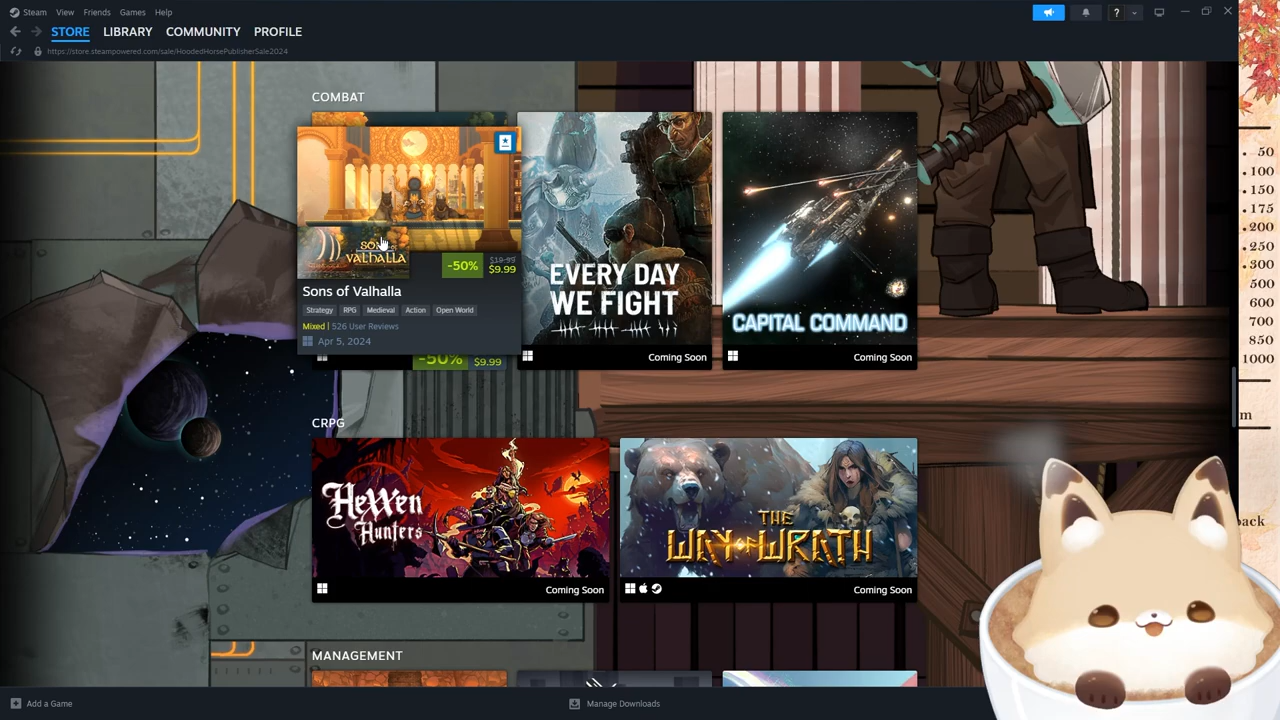 Steam View Friends Games Help
STORE LIBRARY COMMUNITY PROFILE
https://store.steampowered.com/sale/HoodedHorsePublisherSale2024
COMBAT
SONS
VALHALLA
-50% $19.99
$9.99
Sons of Valhalla
Strategy RPG Medieval Action Open World
Mixed | 526 User Reviews
Apr 5, 2024
-50% $9.99
EVERY DAY
WE FIGHT
Coming Soon
CAPITAL COMMAND
Coming Soon
CRPG
HeXXen
Hunters
Coming Soon
THE
WAY OF WRATH
Coming Soon
MANAGEMENT
Add a Game
Manage Downloads
50
100
150
175
200
250
300
500
600
700
850
1000
m
back